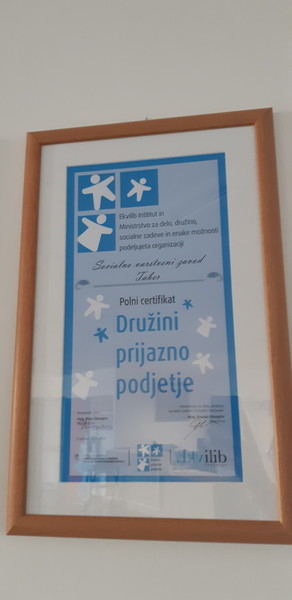 Ekvilib Inštitut in
Ministrstvo za delo, družino,
socialne zadeve in enake možnosti
podeljujeta organizaciji
Socialno varstveni zavod
Taber
Polni certifikat
Družini
prijazno
podjetje